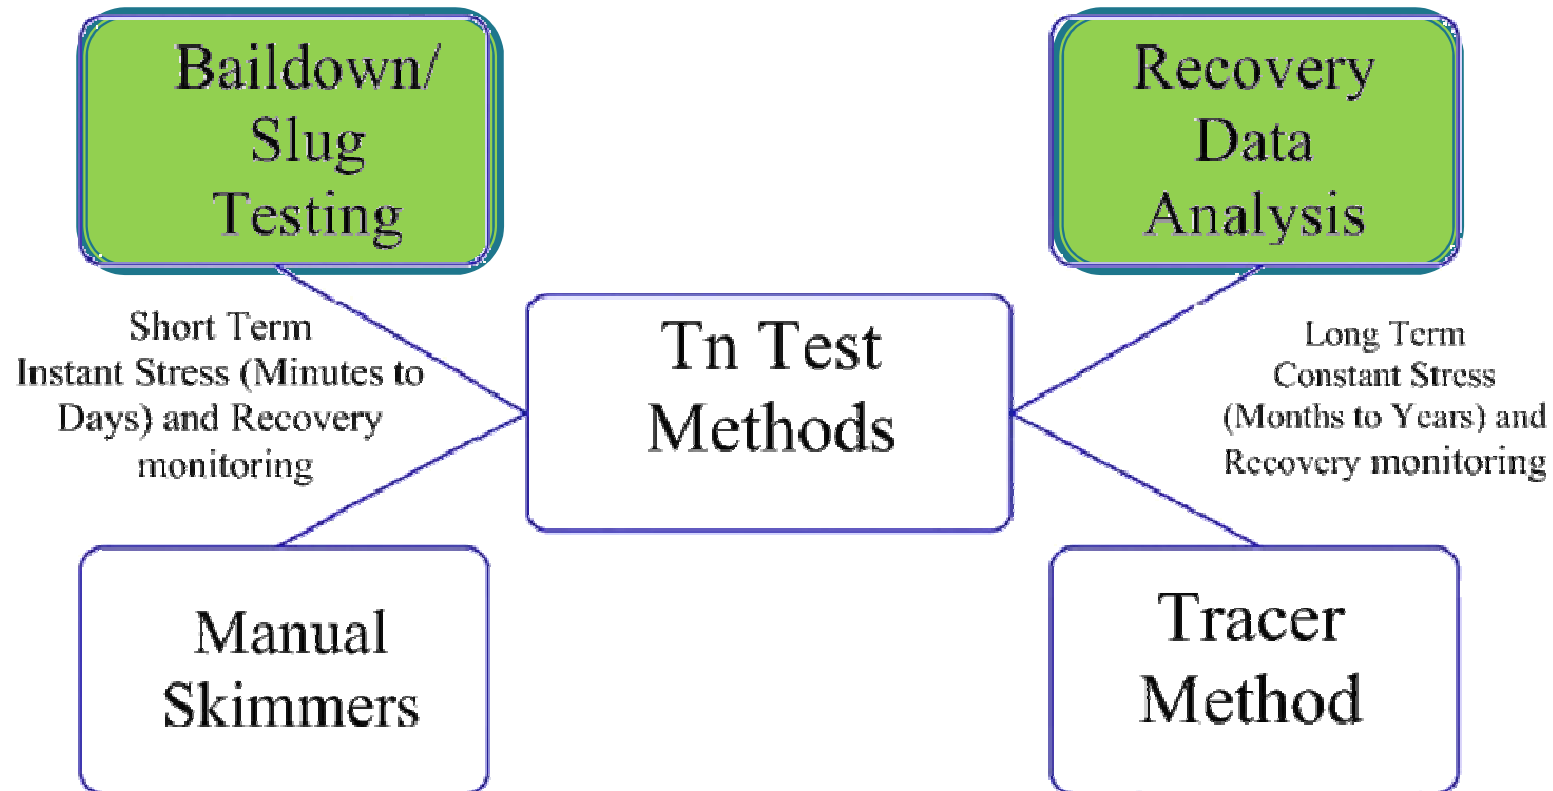 Baildown/
Slug
Testing
Recovery
Data
Analysis
Short Term
Instant Stress (Minutes to
Days) and Recovery
monitoring
Tn Test
Methods
Long Term
Constant Stress
(Months to Years) and
Recovery monitoring
Manual
Skimmers
Tracer
Method